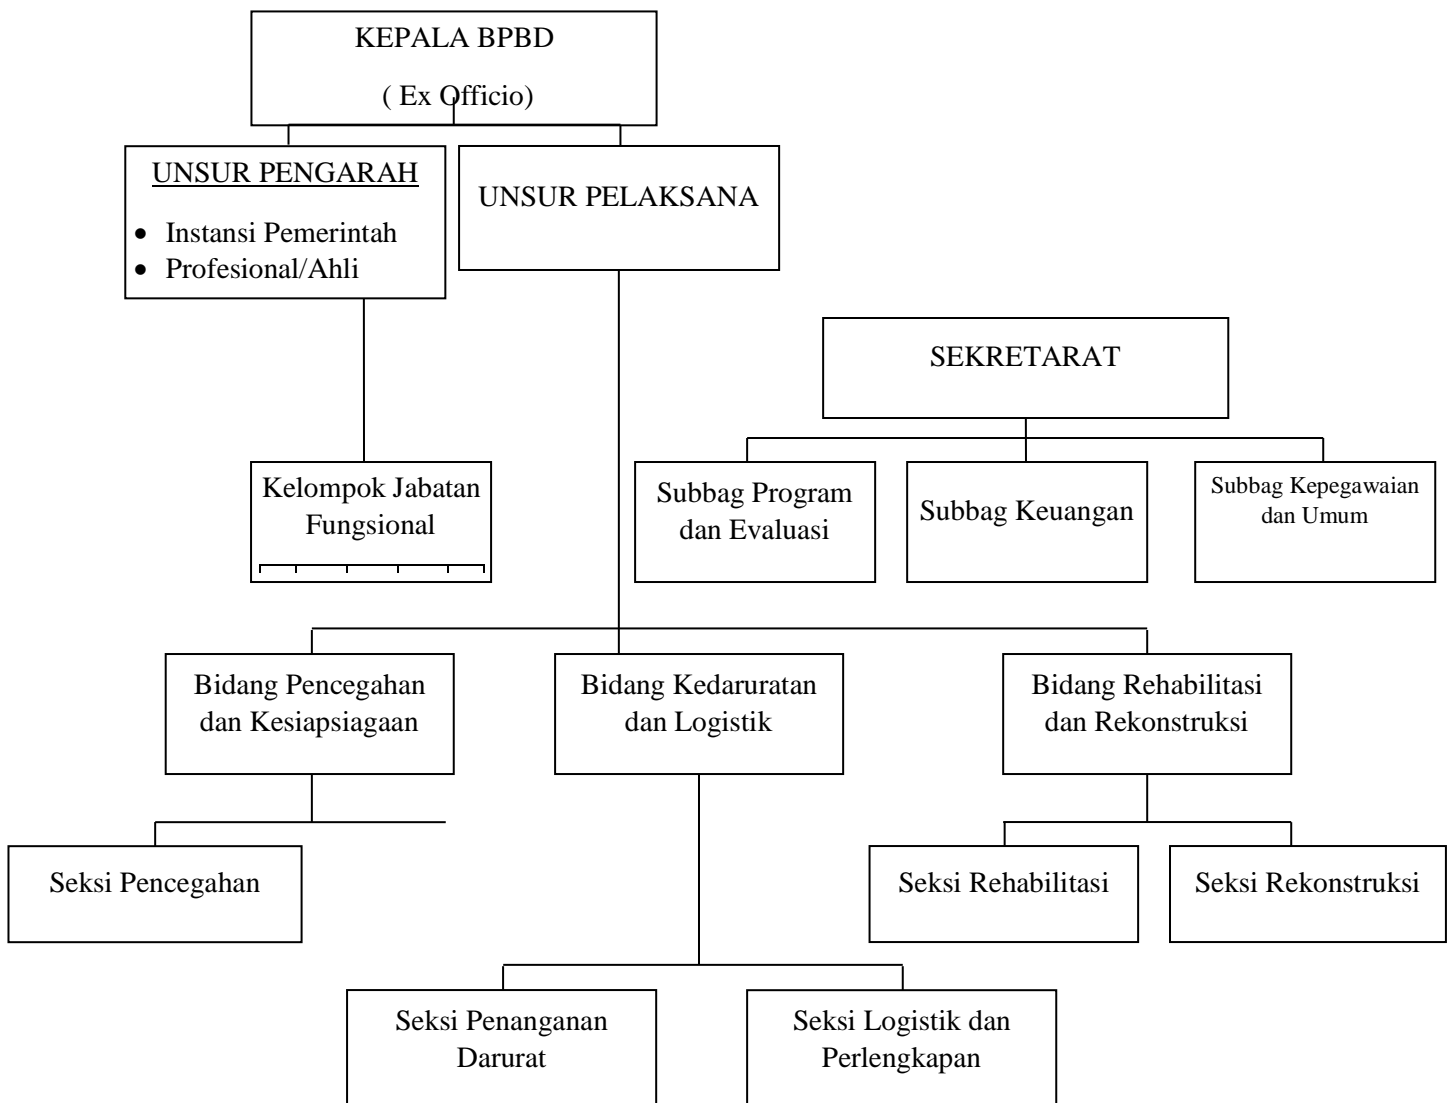 KEPALA BPBD
( Ex Officio)
UNSUR PENGARAH
• Instansi Pemerintah
• Profesional/Ahli
UNSUR PELAKSANA
SEKRETARAT
Kelompok Jabatan
Fungsional
Subbag Program
dan Evaluasi
Subbag Keuangan
Subbag Kepegawaian
dan Umum
Bidang Pencegahan
dan Kesiapsiagaan
Bidang Kedaruratan
dan Logistik
Bidang Rehabilitasi
dan Rekonstruksi
Seksi Pencegahan
Seksi Rehabilitasi
Seksi Rekonstruksi
Seksi Penanganan
Darurat
Seksi Logistik dan
Perlengkapan